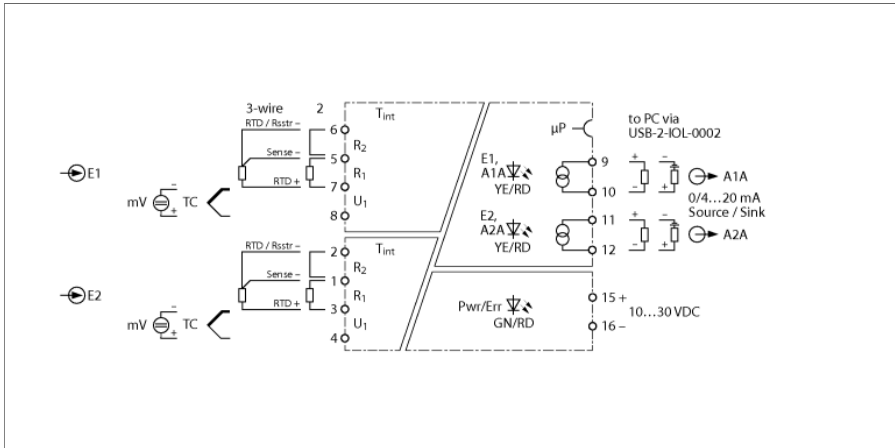 3-wire 2
RTD / Rsstr –
6
T int
R2
Sense –
5
R1
RTD +
7
U1
8
E1
mV
–
+
TC
RTD / Rsstr –
2
T int
R2
Sense –
1
R1
RTD +
3
U1
4
E2
mV
–
+
TC
µP
to PC via
USB-2-IOL-0002
E1,
A1A
YE/RD
9
10
+
–
–
+
A1A
0/4…20 mA
Source / Sink
E2,
A2A
YE/RD
11
12
+
–
–
+
A2A
Pwr/Err
GN/RD
15 +
10…30 VDC
16 –